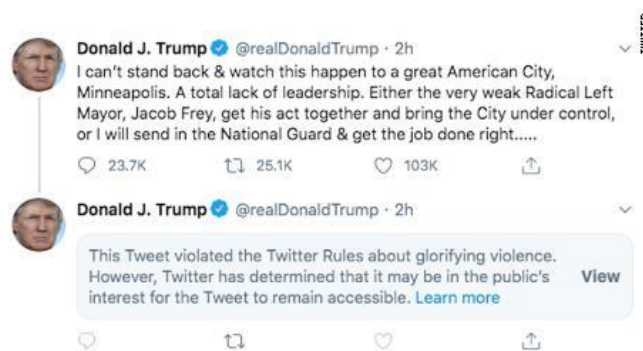 TWITTER
Donald J. Trump @realDonaldTrump · 2h
I can't stand back & watch this happen to a great American City,
Minneapolis. A total lack of leadership. Either the very weak Radical Left
Mayor, Jacob Frey, get his act together and bring the City under control,
or I will send in the National Guard & get the job done right.....
23.7K 25.1K 103K
Donald J. Trump @realDonaldTrump · 2h
This Tweet violated the Twitter Rules about glorifying violence.
However, Twitter has determined that it may be in the public's View
interest for the Tweet to remain accessible. Learn more